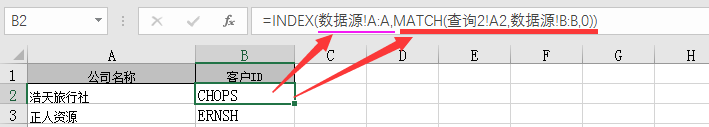 B2 =INDEX(数据源!A:A,MATCH(查询2!A2,数据源!B:B,0))
A B C D E F G H
1 公司名称 客户ID
2 浩天旅行社 CHOPS
3 正人资源 ERNSH